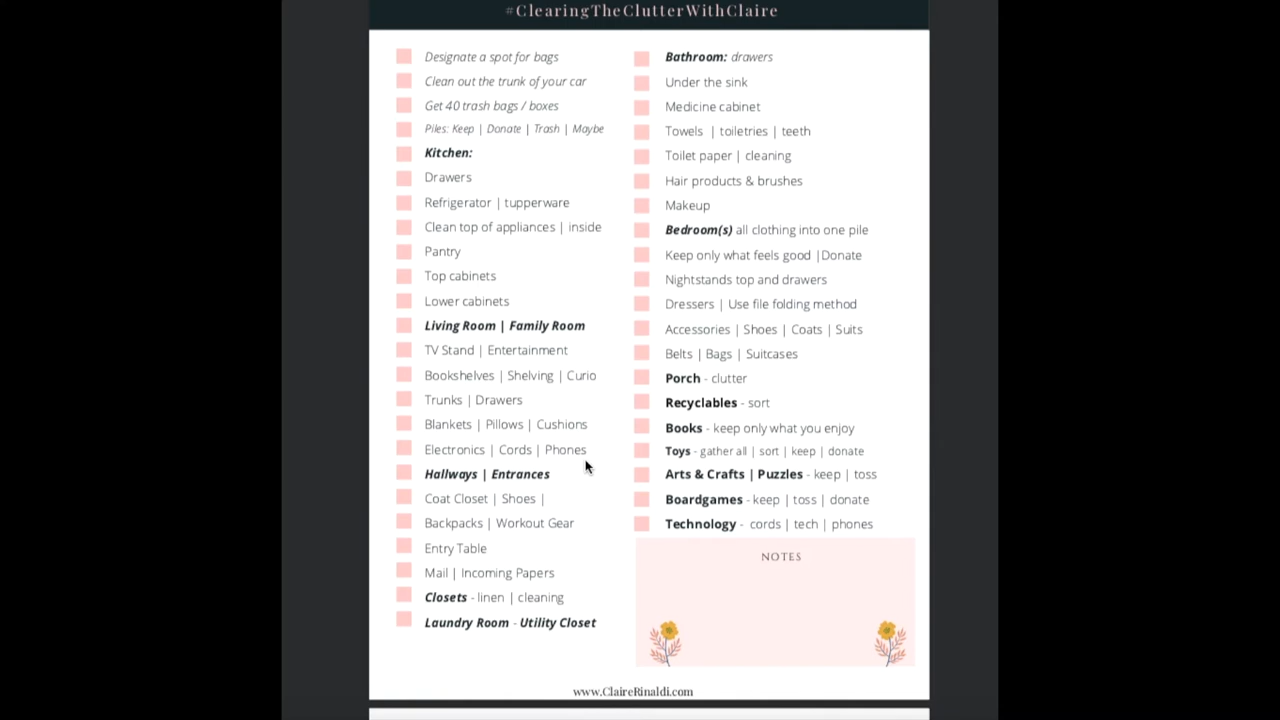 #ClearingTheClutterWithClaire
Designate a spot for bags
Clean out the trunk of your car
Get 40 trash bags / boxes
Piles: Keep | Donate | Trash | Maybe
Kitchen:
Drawers
Refrigerator | tupperware
Clean top of appliances | inside
Pantry
Top cabinets
Lower cabinets
Living Room | Family Room
TV Stand | Entertainment
Bookshelves | Shelving | Curio
Trunks | Drawers
Blankets | Pillows | Cushions
Electronics | Cords | Phones
Hallways | Entrances
Coat Closet | Shoes |
Backpacks | Workout Gear
Entry Table
Mail | Incoming Papers
Closets - linen | cleaning
Laundry Room - Utility Closet
Bathroom: drawers
Under the sink
Medicine cabinet
Towels | toiletries | teeth
Toilet paper | cleaning
Hair products & brushes
Makeup
Bedroom(s) all clothing into one pile
Keep only what feels good |Donate
Nightstands top and drawers
Dressers | Use file folding method
Accessories | Shoes | Coats | Suits
Belts | Bags | Suitcases
Porch - clutter
Recyclables - sort
Books - keep only what you enjoy
Toys - gather all | sort | keep | donate
Arts & Crafts | Puzzles - keep | toss
Boardgames - keep | toss | donate
Technology - cords | tech | phones
NOTES
www.ClaireRinaldi.com